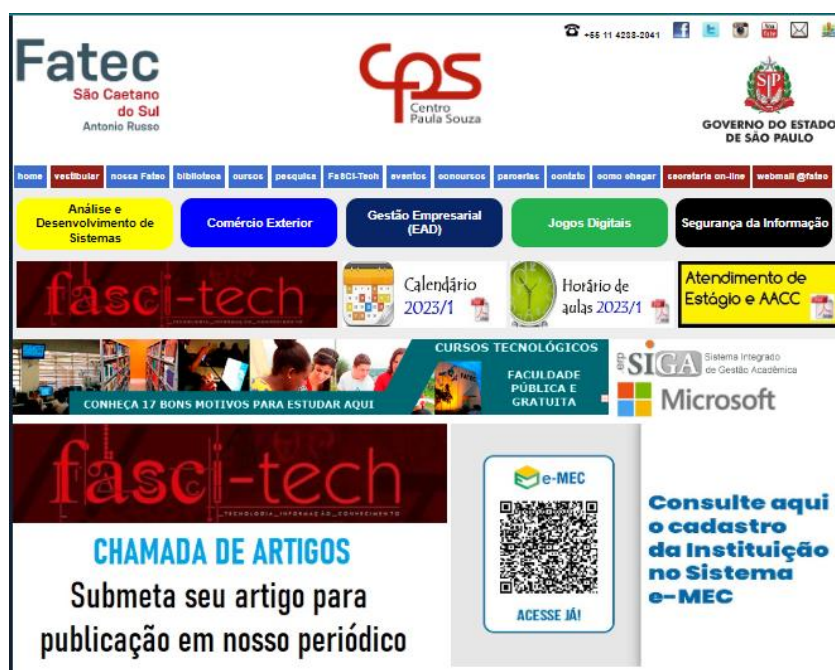 +55 11 4233-2041
Fatec
São Caetano
do Sul
Antonio Russo
CPS
Centro
Paula Souza
SP
GOVERNO DO ESTADO
DE SÃO PAULO
home vestibular nossa Fatec biblioteca cursos pesquisa FaSCI-Tech eventos concursos parcerias contato como chegar secretaria on-line webmail @fatec
Análise e
Desenvolvimento de
Sistemas
Comércio Exterior
Gestão Empresarial
(EAD)
Jogos Digitais
Segurança da Informação
fasci-tech
Calendário
2023/1
Horário de
aulas 2023/1
Atendimento de
Estágio e AACC
CURSOS TECNOLÓGICOS
FACULDADE
PÚBLICA E
GRATUITA
CONHEÇA 17 BONS MOTIVOS PARA ESTUDAR AQUI
erp SIGA Sistema Integrado
de Gestão Acadêmica
Microsoft
fasci-tech
_TECNOLOGIA_INFORMAÇÃO_CONHECIMENTO
CHAMADA DE ARTIGOS
Submeta seu artigo para
publicação em nosso periódico
e-MEC
ACESSE JÁ!
Consulte aqui
o cadastro
da Instituição
no Sistema
e-MEC